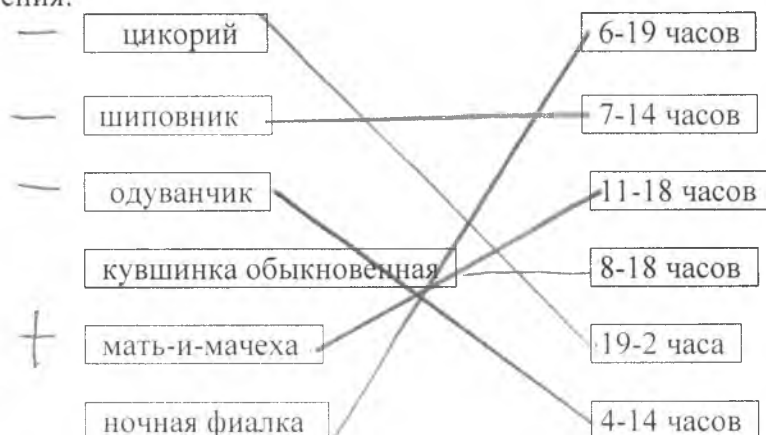 ения.
— цикорий 6-19 часов
— шиповник 7-14 часов
— одуванчик 11-18 часов
кувшинка обыкновенная 8-18 часов
+ мать-и-мачеха 19-2 часа
ночная фиалка 4-14 часов